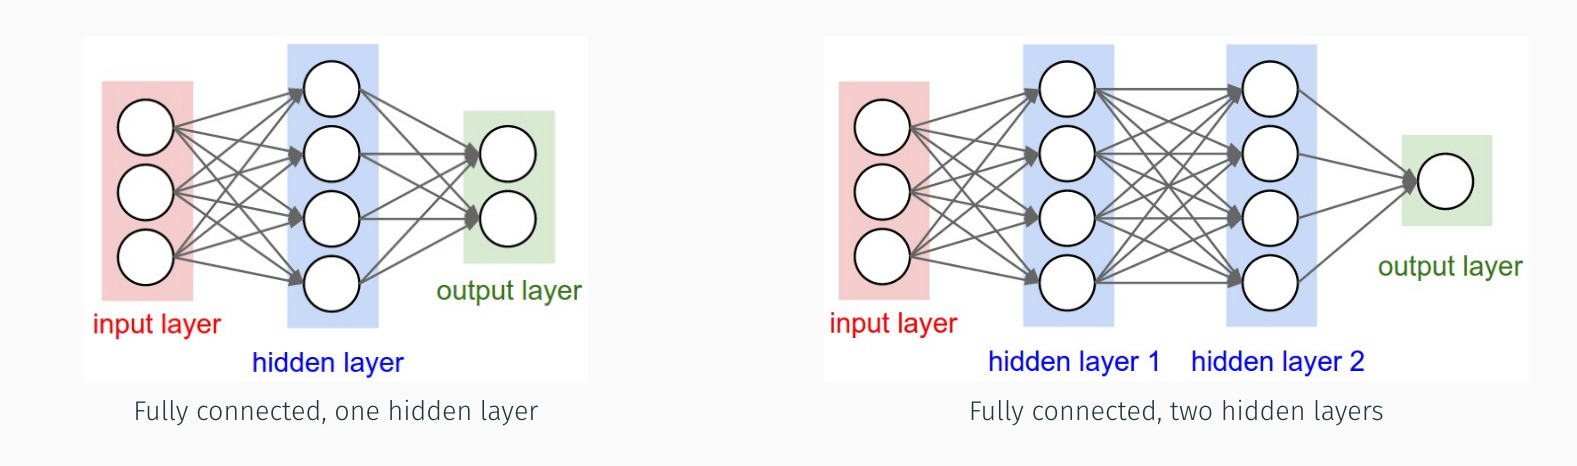 input layer
hidden layer
output layer
Fully connected, one hidden layer
input layer
hidden layer 1
hidden layer 2
output layer
Fully connected, two hidden layers